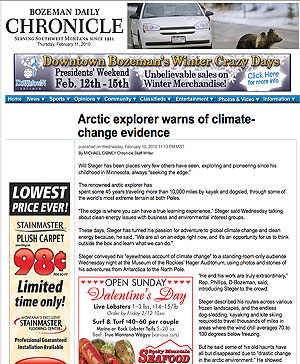 BOZEMAN DAILY
CHRONICLE
SERVING SOUTHWEST MONTANA SINCE 1911
Thursday, February 11, 2010
Downtown Bozeman's Winter Crazy Days
Presidents' Weekend
Feb. 12th-15th
Unbelievable sales on
Winter Merchandise!
Click Here
for more
info!
Home News Sports Opinions Community Classifieds Entertainment Photos & Video Information
Arctic explorer warns of climate-
change evidence
published on Wednesday, February 10, 2010 11:13 PM MST
By MICHAEL GIBNEY Chronicle Staff Writer
Will Steger has been places very few others have seen, exploring and pioneering since his
childhood in Minnesota, always "seeking the edge."
The renowned arctic explorer has
spent some 45 years traveling more than 10,000 miles by kayak and dogsled, through some of
the world's most extreme terrain at both Poles.
"The edge is where you can have a true learning experience," Steger said Wednesday talking
about clean-energy issues with business and environmental interest groups.
These days, Steger has turned his passion for adventure to global climate change and clean
energy because, he said, "We are all on an edge right now, and it's an opportunity for us to think
outside the box and learn what we can do."
Steger conveyed his "eyewitness account of climate change" to a standing-room-only audience
Wednesday night at the Museum of the Rockies' Hager Auditorium, using photos and stories of
his adventures from Antarctica to the North Pole.
LOWEST
PRICE EVER!
STAINMASTER
PLUSH CARPET
starting at
98¢
Limited
time only!
STAINMASTER
FLOORING CENTER
Professional Guaranteed
Installation Available
OPEN SUNDAY
Valentine's Day
Live Lobsters 1-3 lbs., $14-15/lb
Order by Friday 2/12 10am
Surf & Turf $40-60 per couple
Maine or Rock Lobster Tails 5-20 oz
Beef: True Montana Wagyu or Choice
Rocky Mountain
SEAFOOD
"He and his work are truly extraordinary,"
Rep. Phillips, D-Bozeman, said,
introducing Steger to the crowd.
Steger described his routes across various
frozen landscapes, and the endless
dog-sledding, kayaking and kite skiing
required to travel thousands of miles in
areas where the wind chill averages 70 to
100 degrees below freezing.
But he said some of his old haunts have
all but disappeared due to "drastic change
in the arctic environment." He showed